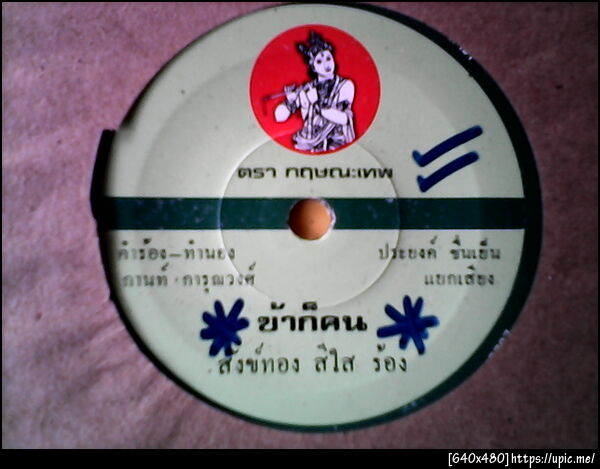 ตรา กฤษณะเทพ
คำร้อง-ทำนอง
ประยงค์ ชื่นเย็น
กานท์ การุณวงศ์
แยกเสียง
ข้าก็คน
สังข์ทอง สีใส ร้อง
[640x480]https://upic.me/